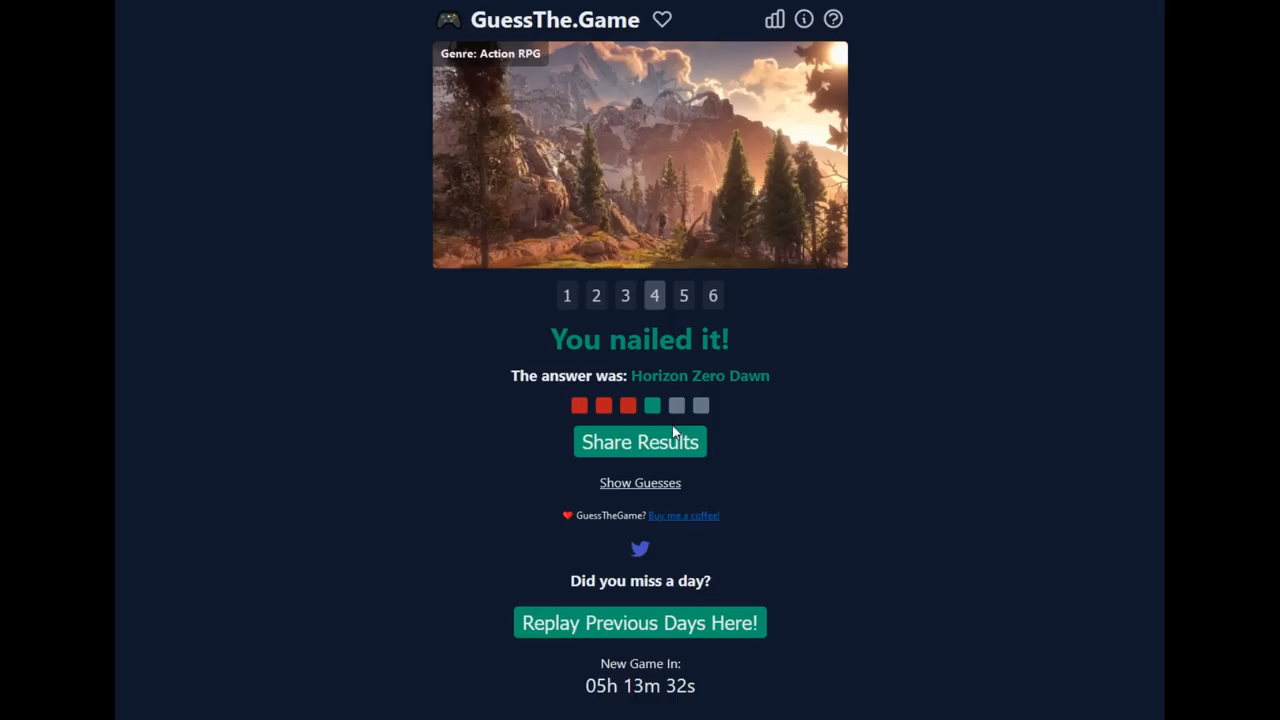 GuessThe.Game
Genre: Action RPG
1 2 3 4 5 6
You nailed it!
The answer was: Horizon Zero Dawn
Share Results
Show Guesses
GuessTheGame? Buy me a coffee!
Did you miss a day?
Replay Previous Days Here!
New Game In:
05h 13m 32s